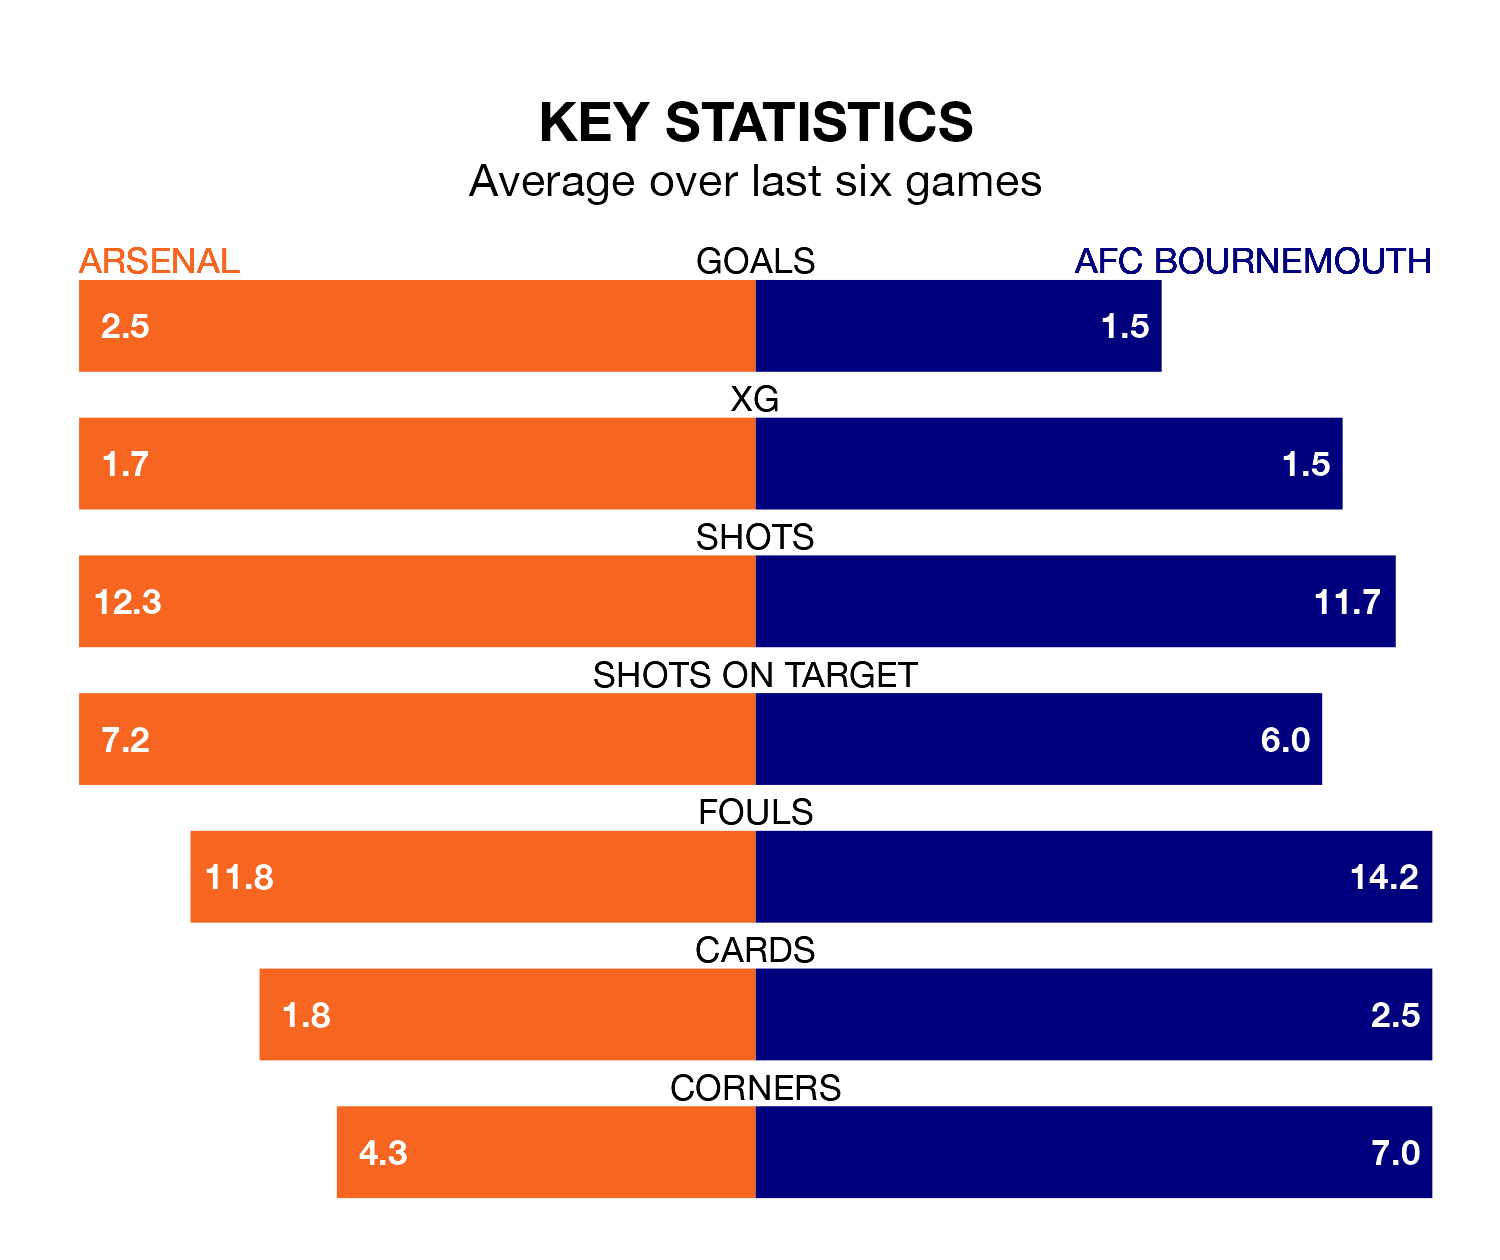 KEY STATISTICS
Average over last six games
ARSENAL GOALS AFC BOURNEMOUTH
2.5 1.5
XG
1.7 1.5
SHOTS
12.3 11.7
SHOTS ON TARGET
7.2 6.0
FOULS
11.8 14.2
CARDS
1.8 2.5
CORNERS
4.3 7.0